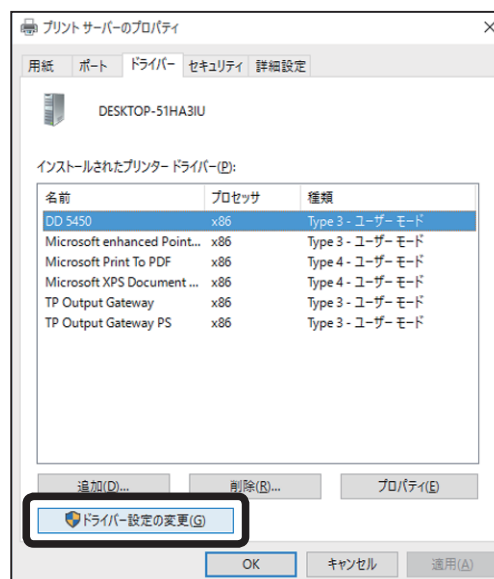 プリント サーバーのプロパティ
用紙 ポート ドライバー セキュリティ 詳細設定
DESKTOP-51HA3IU
インストールされたプリンター ドライバー(P):
名前 プロセッサ 種類
DD 5450 x86 Type 3 - ユーザー モード
Microsoft enhanced Point... x86 Type 3 - ユーザー モード
Microsoft Print To PDF x86 Type 4 - ユーザー モード
Microsoft XPS Document ... x86 Type 4 - ユーザー モード
TP Output Gateway x86 Type 3 - ユーザー モード
TP Output Gateway PS x86 Type 3 - ユーザー モード
追加(D)... 削除(R)... プロパティ(E)
ドライバー設定の変更(G)
OK キャンセル 適用(A)